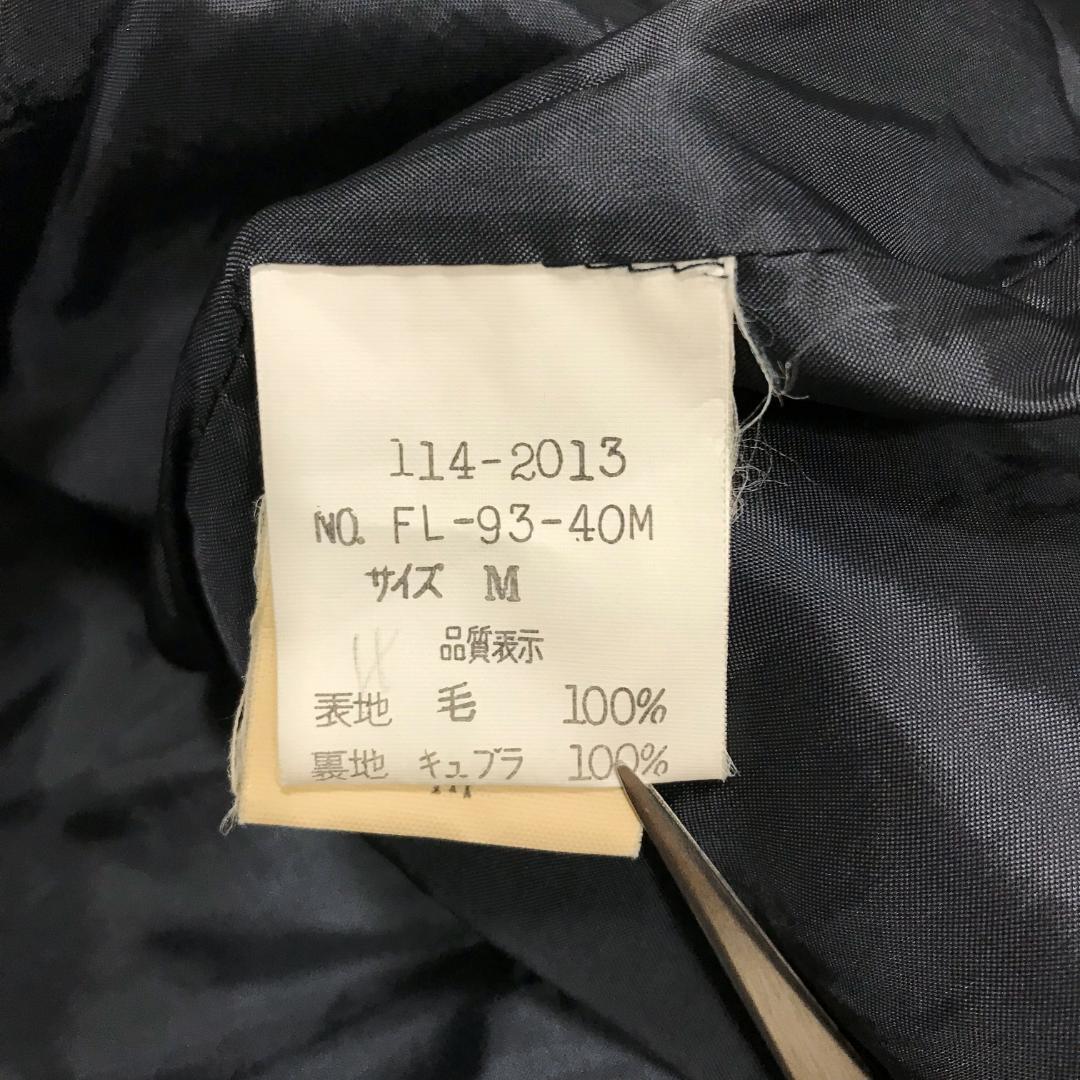 114-2013
NO. FL-93-40M
サイズ M
品質表示
表地 毛 100%
裏地 キュプラ 100%